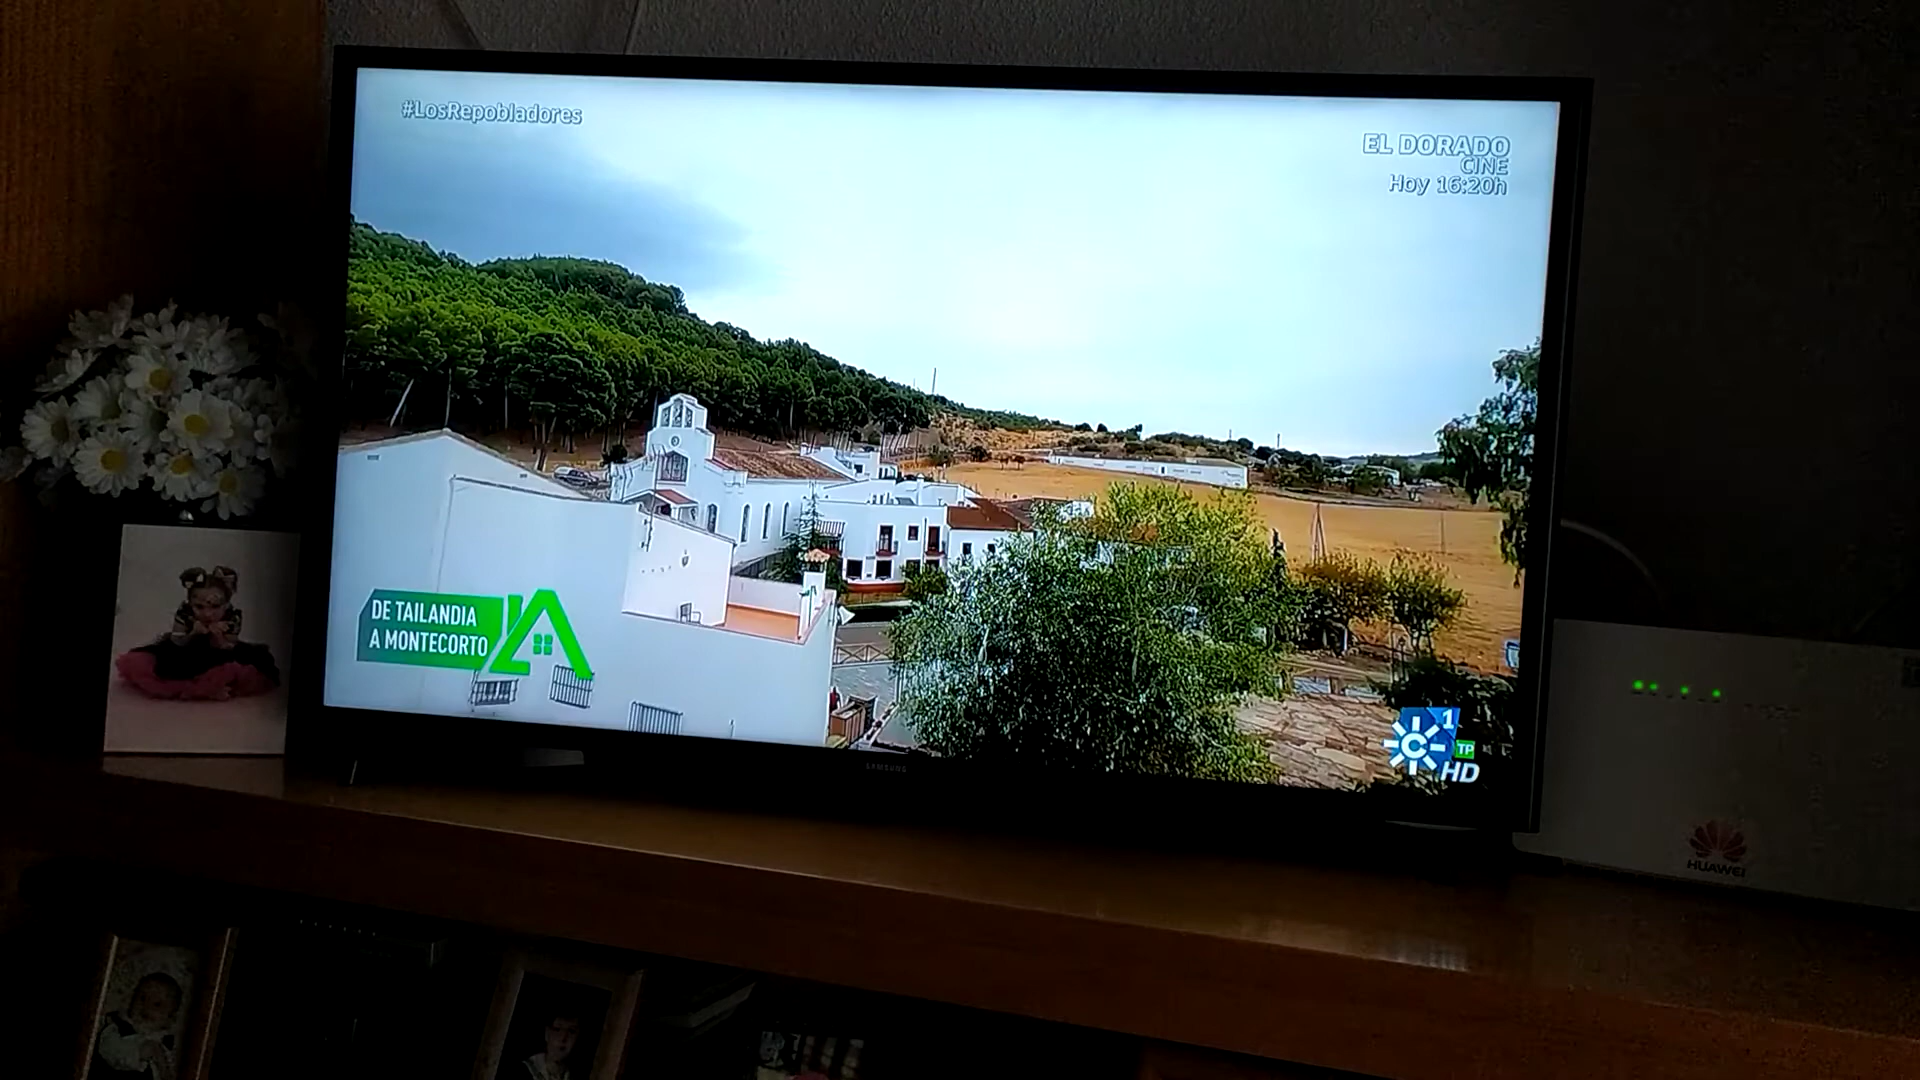 #LosRepobladores
EL DORADO
CINE
Hoy 16:20h
DE TAILANDIA
A MONTECORTO
1
TP
HD
SAMSUNG
HUAWEI